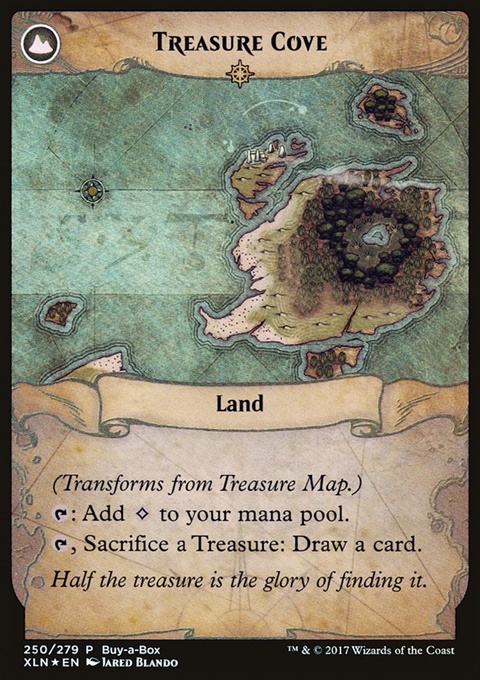 Treasure Cove
Land
(Transforms from Treasure Map.)
: Add to your mana pool.
, Sacrifice a Treasure: Draw a card.
Half the treasure is the glory of finding it.
250/279 P Buy-a-Box
XLN★EN Jared Blando
™ & © 2017 Wizards of the Coast